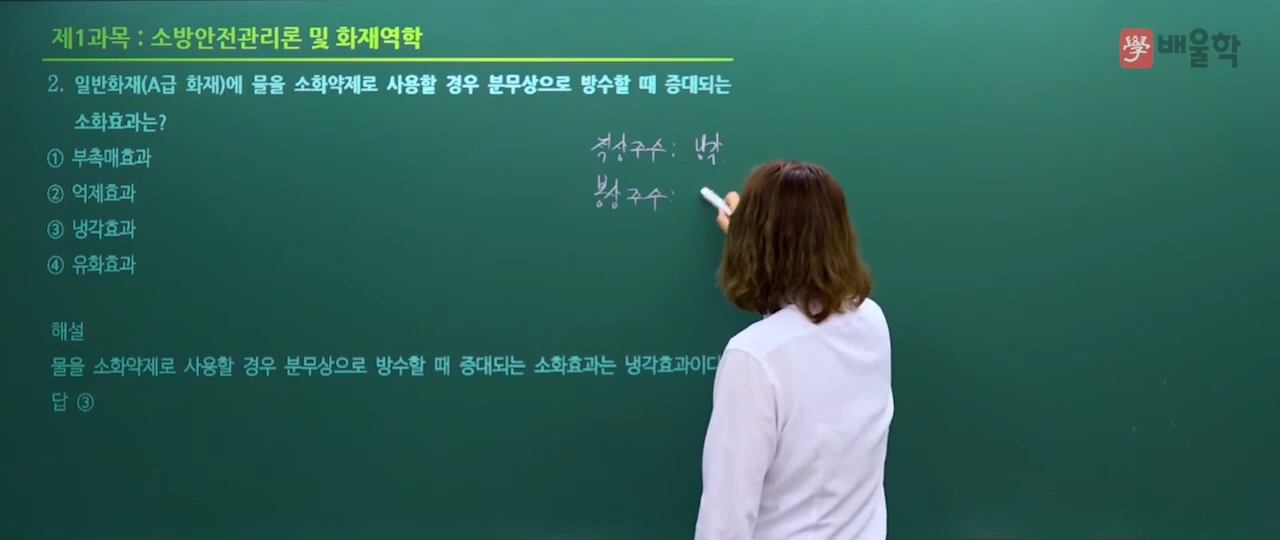 제1과목 : 소방안전관리론 및 화재역학
學 배울학
2. 일반화재(A급 화재)에 물을 소화약제로 사용할 경우 분무상으로 방수할 때 증대되는
소화효과는?
① 부촉매효과
② 억제효과
③ 냉각효과
④ 유화효과
적상주수 : 냉각
봉상주수 :
해설
물을 소화약제로 사용할 경우 분무상으로 방수할 때 증대되는 소화효과는 냉각효과이다
답 ③